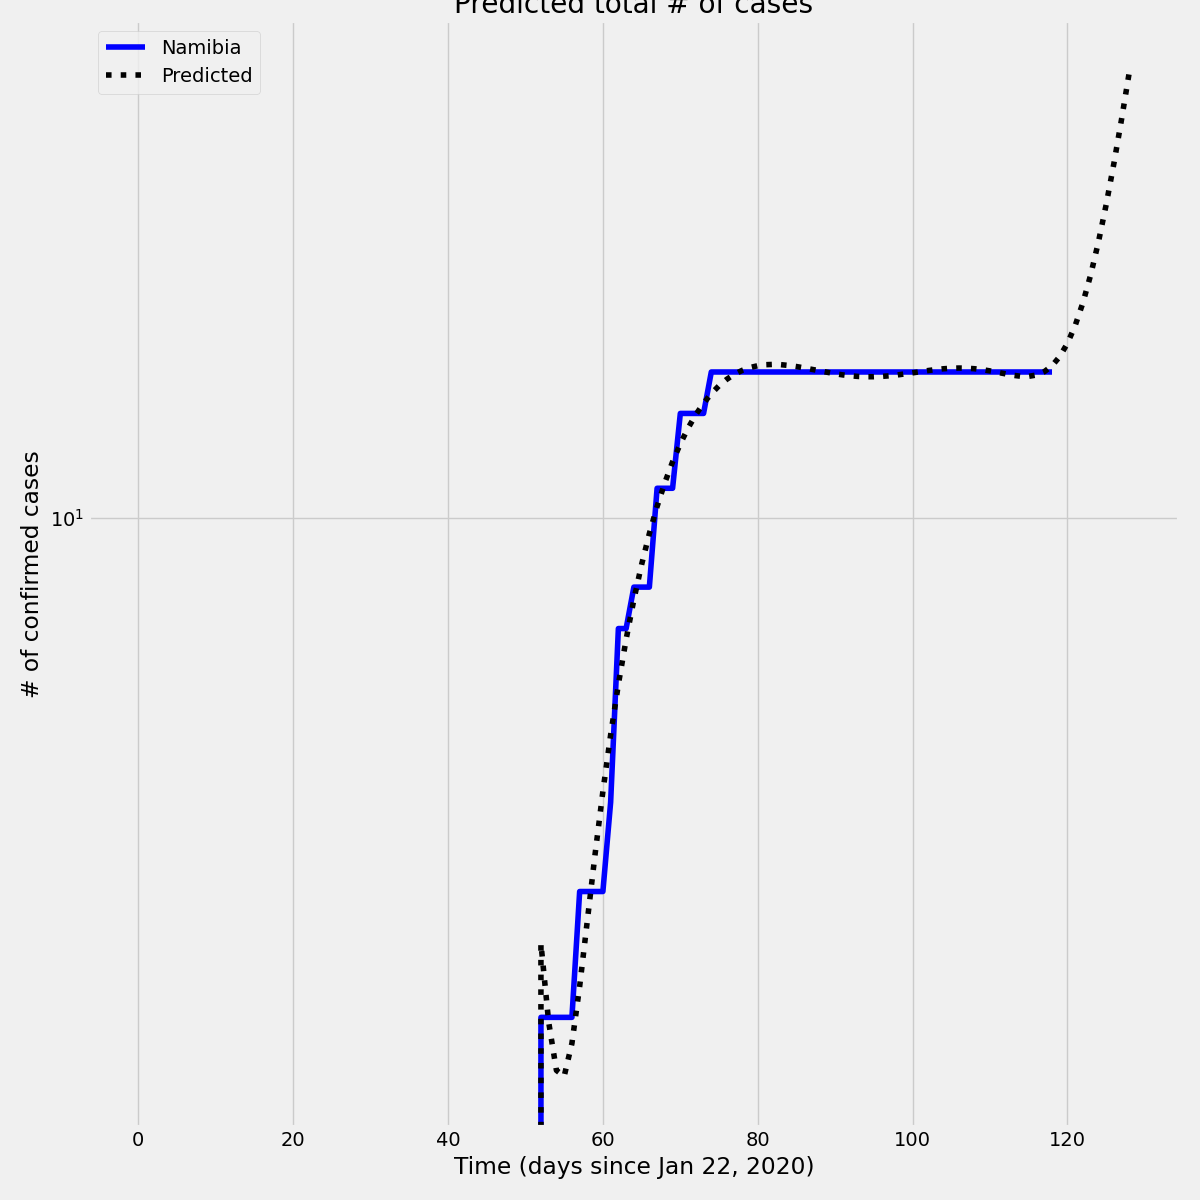 Predicted total # of cases
Namibia
Predicted
# of confirmed cases
10¹
0 20 40 60 80 100 120
Time (days since Jan 22, 2020)